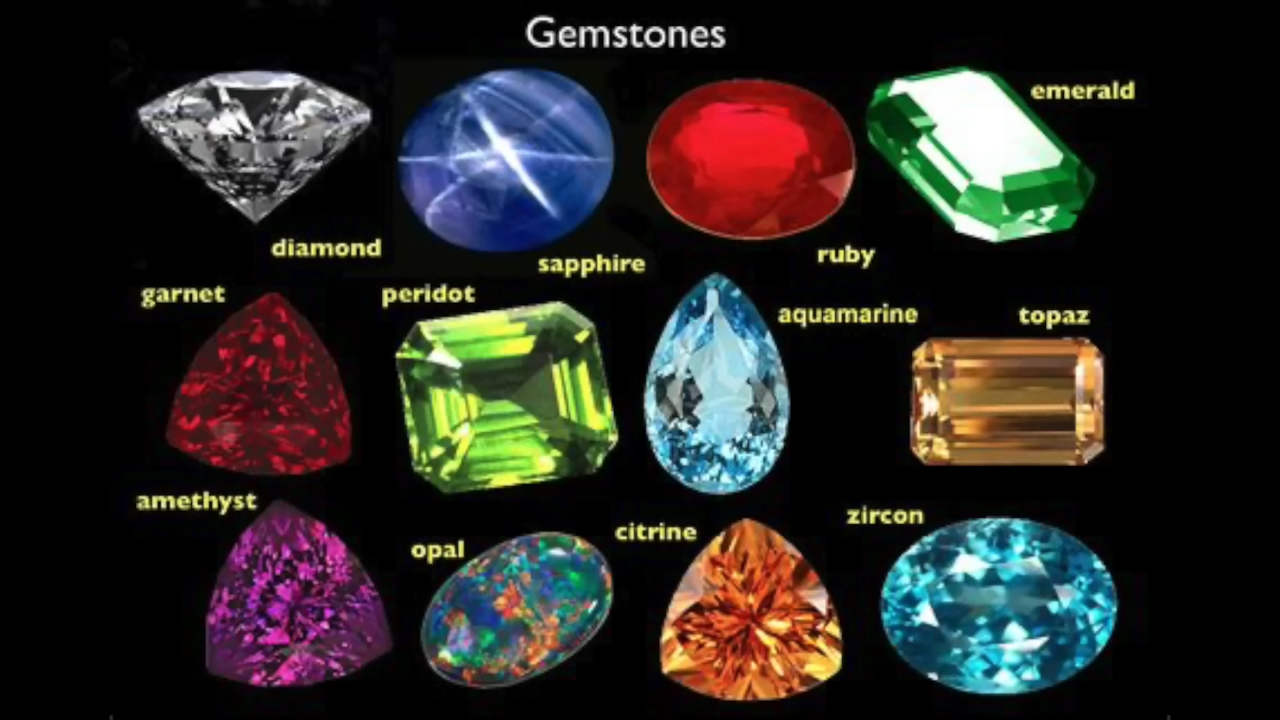 Gemstones
diamond
sapphire
ruby
emerald
garnet
peridot
aquamarine
topaz
amethyst
opal
citrine
zircon